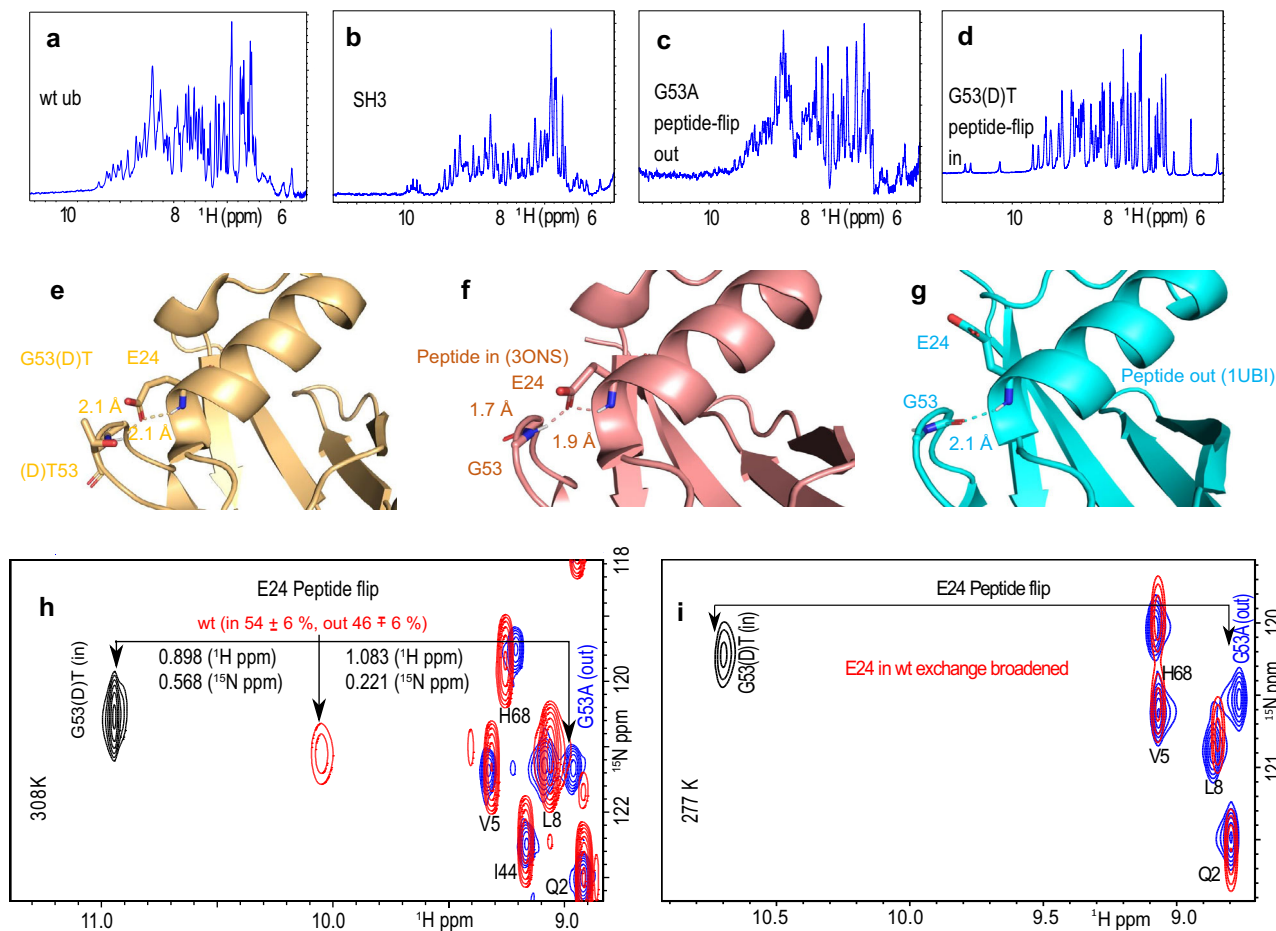 a
wt ub
10
8
¹H (ppm)
6
b
SH3
10
8
¹H (ppm)
6
c
G53A
peptide-flip
out
10
8
¹H (ppm)
6
d
G53(D)T
peptide-flip
in
10
8
¹H (ppm)
6
e
G53(D)T
E24
2.1 Å
2.1 Å
(D)T53
f
Peptide in (3ONS)
E24
1.7 Å
1.9 Å
G53
g
E24
Peptide out (1UBI)
G53
2.1 Å
h
E24 Peptide flip
wt (in 54 ± 6 %, out 46 ∓ 6 %)
0.898 (¹H ppm)
0.568 (¹⁵N ppm)
1.083 (¹H ppm)
0.221 (¹⁵N ppm)
G53(D)T (in)
G53A (out)
H68
V5
L8
I44
Q2
308K
118
120
¹⁵N ppm
122
11.0
10.0
¹H ppm
9.0
i
E24 Peptide flip
G53(D)T (in)
E24 in wt exchange broadened
G53A (out)
H68
V5
L8
Q2
277 K
120
¹⁵N ppm
121
10.5
10.0
9.5
¹H ppm
9.0